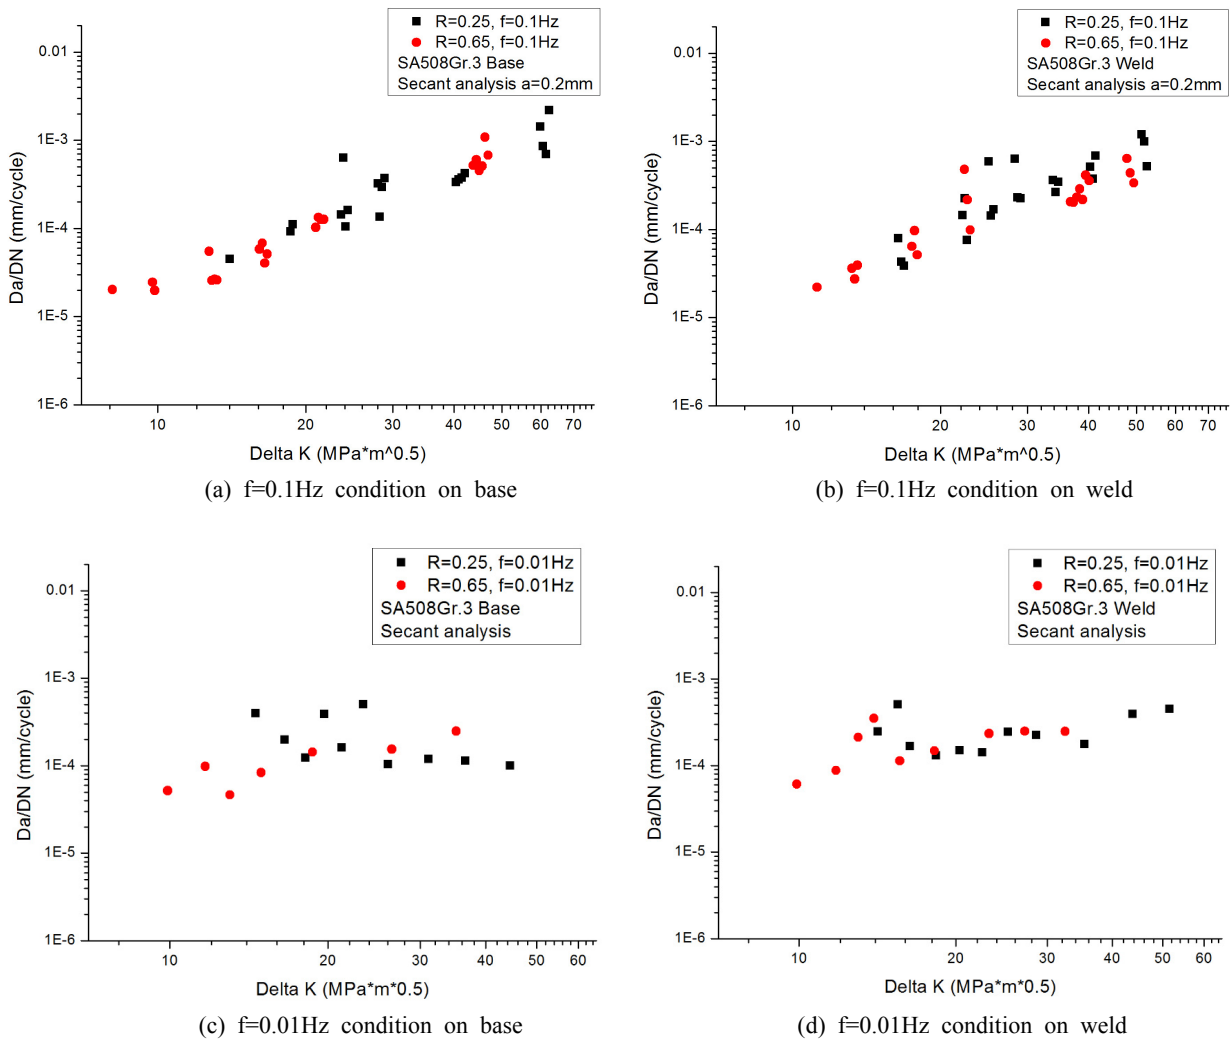 R=0.25, f=0.1Hz
R=0.65, f=0.1Hz
SA508Gr.3 Base
Secant analysis a=0.2mm
0.01
1E-3
1E-4
1E-5
1E-6
Da/DN (mm/cycle)
10 20 30 40 50 60 70
Delta K (MPa*m^0.5)
(a) f=0.1Hz condition on base
R=0.25, f=0.1Hz
R=0.65, f=0.1Hz
SA508Gr.3 Weld
Secant analysis a=0.2mm
0.01
1E-3
1E-4
1E-5
1E-6
Da/DN (mm/cycle)
10 20 30 40 50 60 70
Delta K (MPa*m^0.5)
(b) f=0.1Hz condition on weld
R=0.25, f=0.01Hz
R=0.65, f=0.01Hz
SA508Gr.3 Base
Secant analysis
0.01
1E-3
1E-4
1E-5
1E-6
Da/DN (mm/cycle)
10 20 30 40 50 60
Delta K (MPa*m*0.5)
(c) f=0.01Hz condition on base
R=0.25, f=0.01Hz
R=0.65, f=0.01Hz
SA508Gr.3 Weld
Secant analysis
0.01
1E-3
1E-4
1E-5
1E-6
Da/DN (mm/cycle)
10 20 30 40 50 60
Delta K (MPa*m*0.5)
(d) f=0.01Hz condition on weld